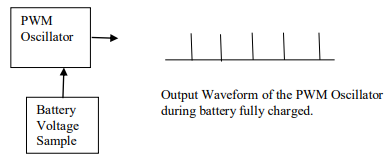 PWM
Oscillator
Output Waveform of the PWM Oscillator
during battery fully charged.
Battery
Voltage
Sample